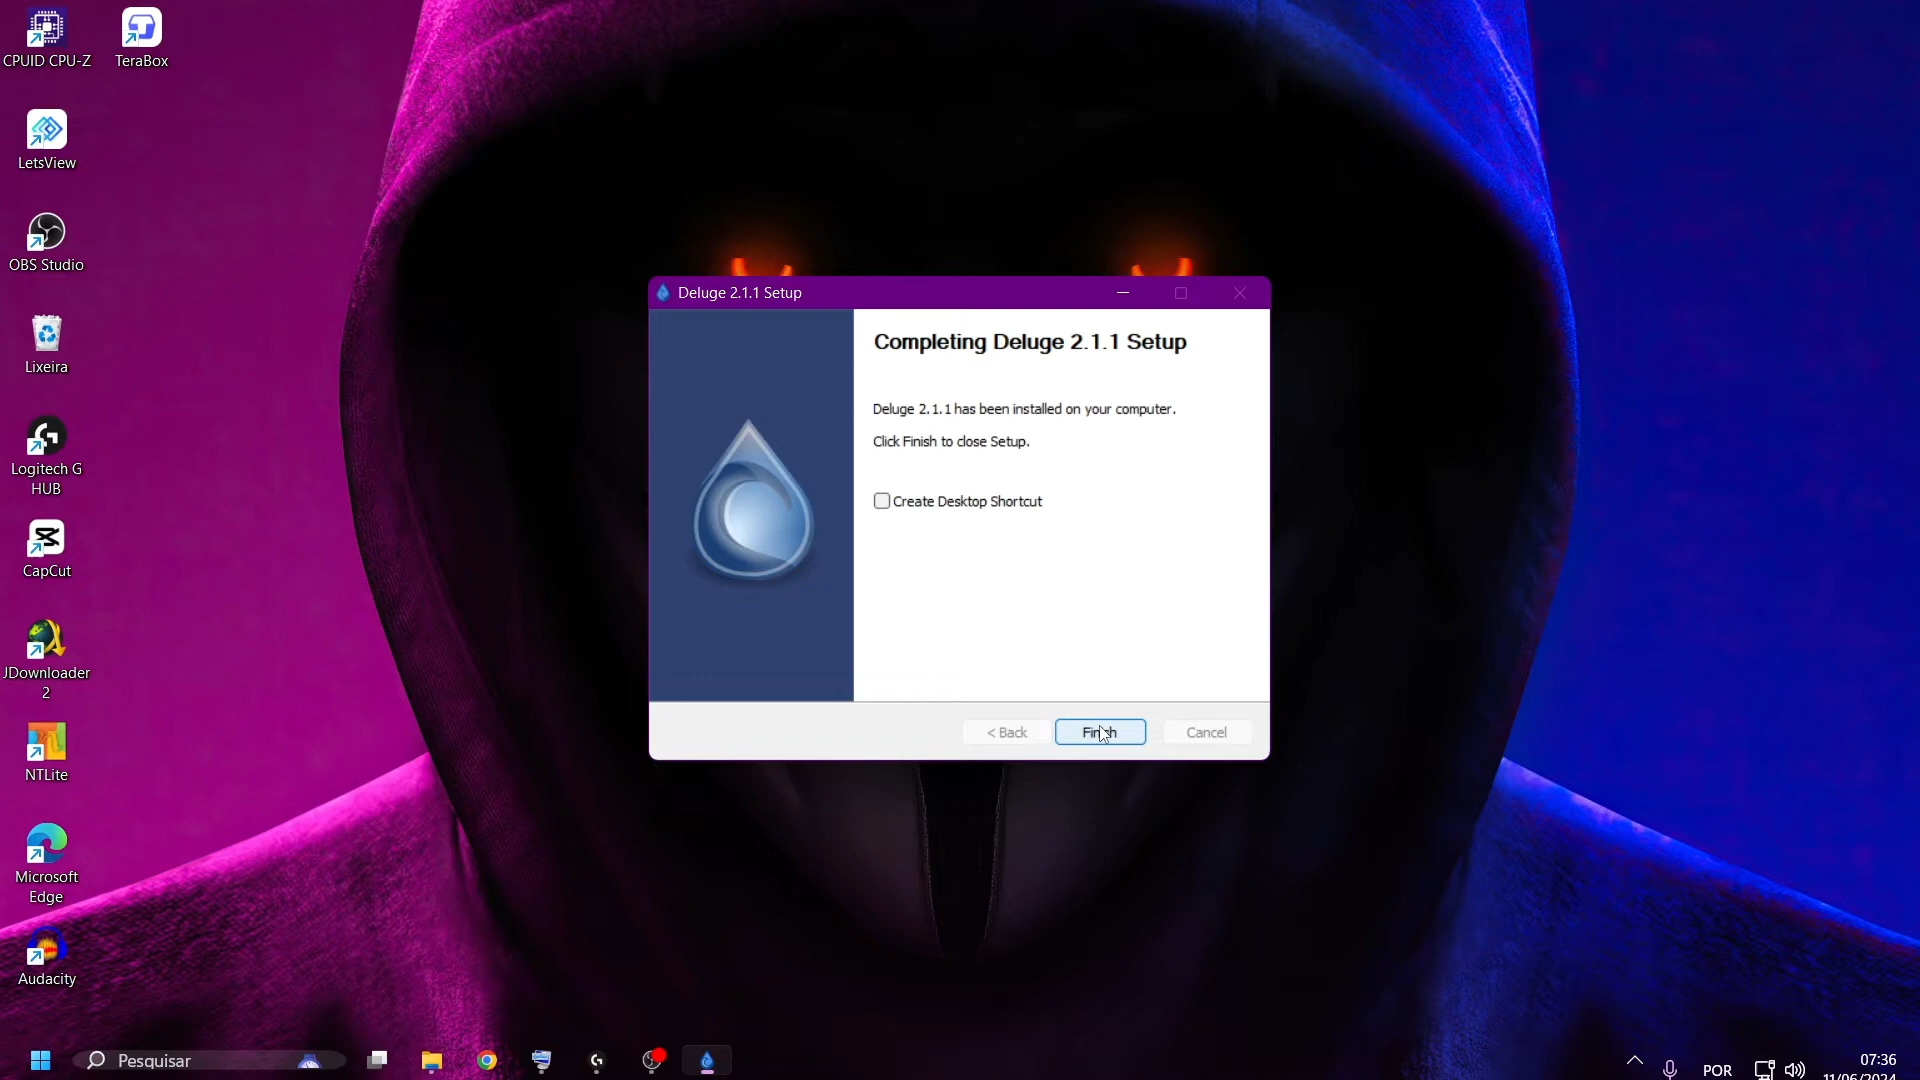 CPUID CPU-Z
TeraBox
LetsView
OBS Studio
Lixeira
Logitech G
HUB
CapCut
JDownloader
2
NTLite
Microsoft
Edge
Audacity
Deluge 2.1.1 Setup
Completing Deluge 2.1.1 Setup
Deluge 2.1.1 has been installed on your computer.
Click Finish to close Setup.
Create Desktop Shortcut
< Back
Finish
Cancel
Pesquisar
POR
07:36
11/06/2024